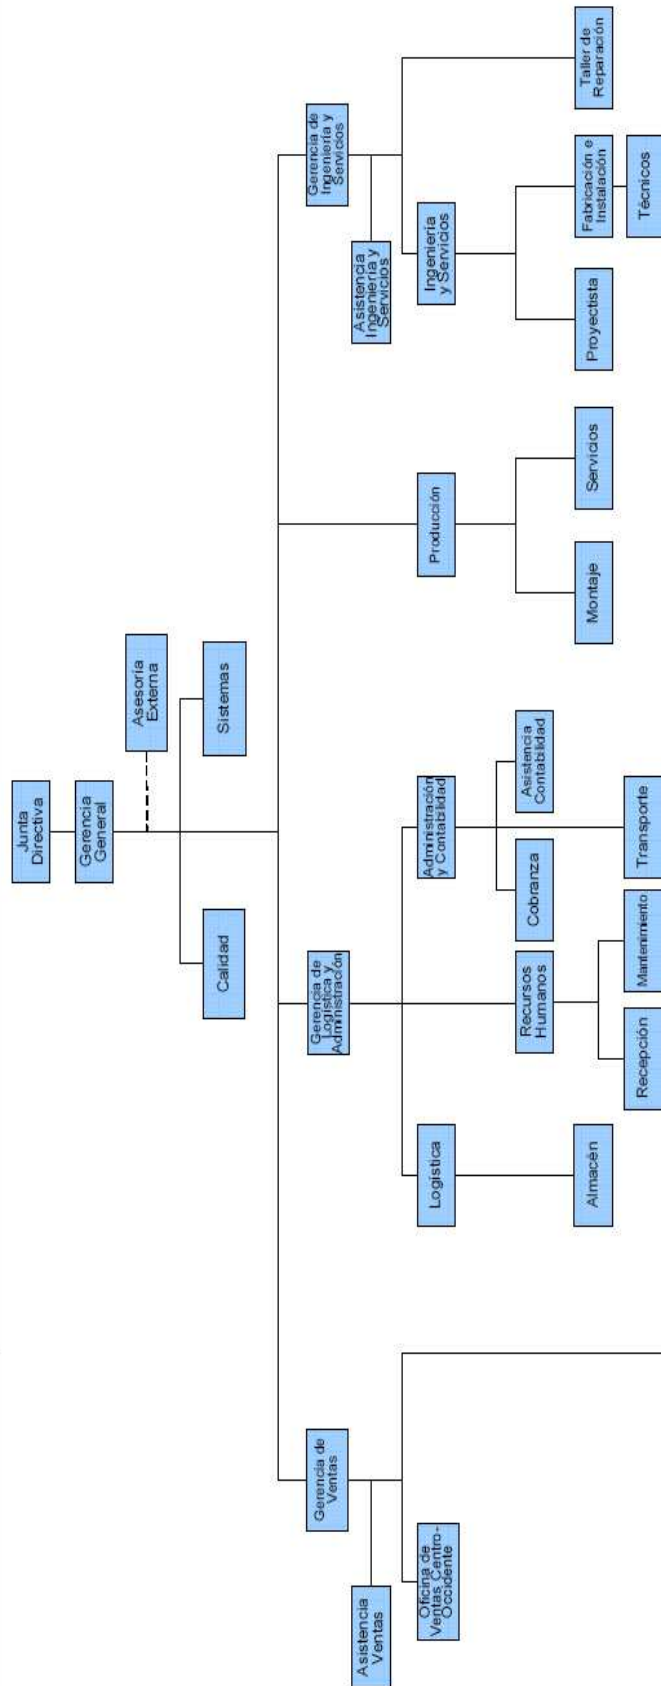 Junta
Directiva
Gerencia
General
Asesoría
Externa
Calidad
Sistemas
Gerencia de
Ventas
Gerencia de
Logística y
Administración
Gerencia de
Ingeniería y
Servicios
Asistencia
Ventas
Asistencia
Ingeniería y
Servicios
Oficina de
Ventas Centro-
Occidente
Logística
Administración
y Contabilidad
Producción
Ingeniería
y Servicios
Recursos
Humanos
Cobranza
Asistencia
Contabilidad
Almacén
Montaje
Servicios
Proyectista
Fabricación e
Instalación
Taller de
Reparación
Recepción
Mantenimiento
Transporte
Técnicos